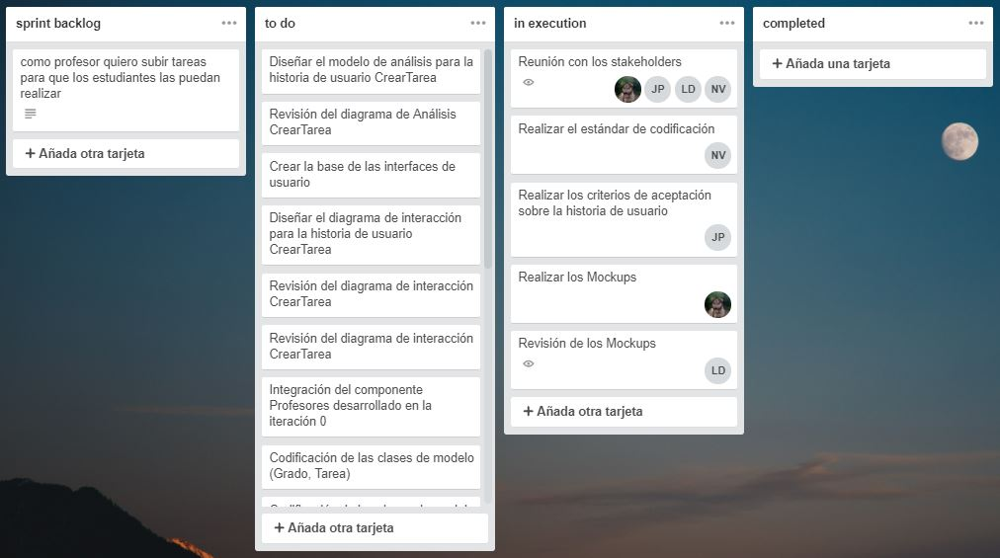 sprint backlog
como profesor quiero subir tareas
para que los estudiantes las puedan
realizar
+ Añada otra tarjeta
to do
Diseñar el modelo de análisis para la
historia de usuario CrearTarea
Revisión del diagrama de Análisis
CrearTarea
Crear la base de las interfaces de
usuario
Diseñar el diagrama de interacción
para la historia de usuario
CrearTarea
Revisión del diagrama de interacción
CrearTarea
Revisión del diagrama de interacción
CrearTarea
Integración del componente
Profesores desarrollado en la
iteración 0
Codificación de las clases de modelo
(Grado, Tarea)
+ Añada otra tarjeta
in execution
Reunión con los stakeholders
JP LD NV
Realizar el estándar de codificación
NV
Realizar los criterios de aceptación
sobre la historia de usuario
JP
Realizar los Mockups
Revisión de los Mockups
LD
+ Añada otra tarjeta
completed
+ Añada una tarjeta